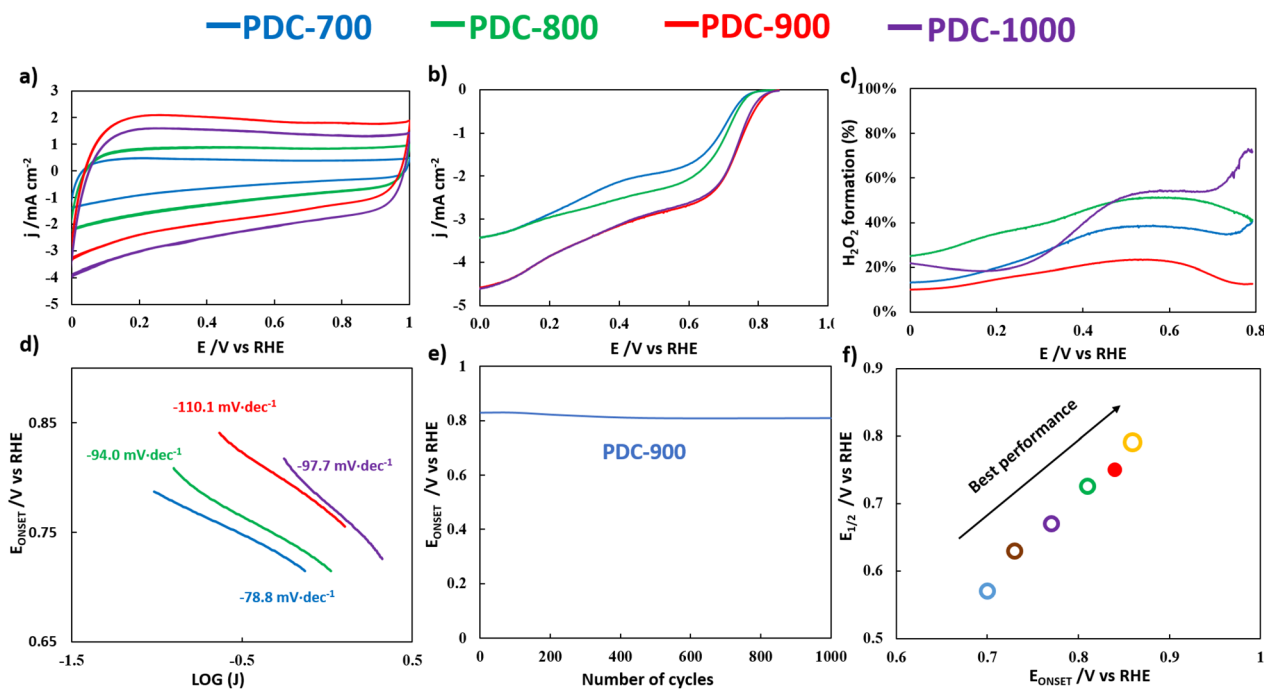 PDC-700 PDC-800 PDC-900 PDC-1000
a)
3
2
1
0
-1
-2
-3
-4
-5
j /mA cm⁻²
0 0.2 0.4 0.6 0.8 1
E /V vs RHE
b)
0
-1
-2
-3
-4
-5
j /mA cm⁻²
0.0 0.2 0.4 0.6 0.8 1.0
E /V vs RHE
c)
100%
80%
60%
40%
20%
0%
H₂O₂ formation (%)
0 0.2 0.4 0.6 0.8
E /V vs RHE
d)
0.85
0.75
0.65
E_ONSET /V vs RHE
-110.1 mV·dec⁻¹
-94.0 mV·dec⁻¹
-97.7 mV·dec⁻¹
-78.8 mV·dec⁻¹
-1.5 -0.5 0.5
LOG (J)
e)
1
0.8
0.6
0.4
0.2
0
E_ONSET /V vs RHE
PDC-900
0 200 400 600 800 1000
Number of cycles
f)
0.9
0.8
0.7
0.6
0.5
E_1/2 /V vs RHE
Best performance
0.6 0.7 0.8 0.9 1
E_ONSET /V vs RHE